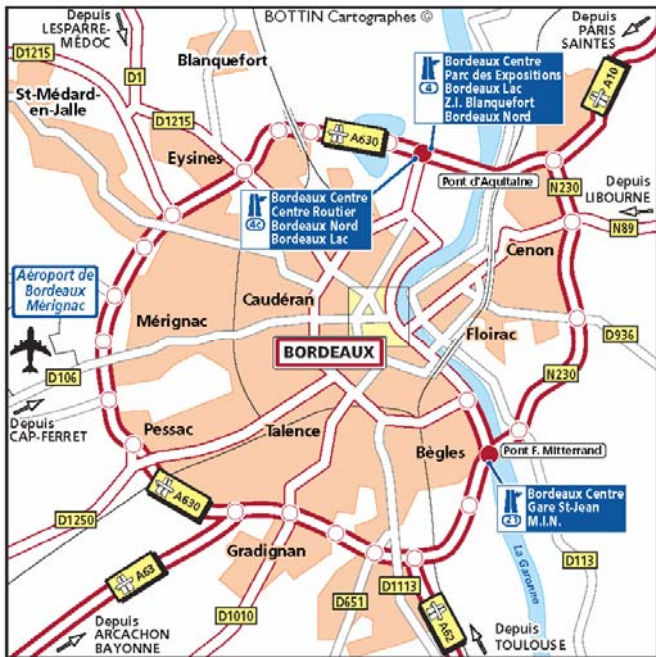 BOTTIN Cartographes ©
Depuis
LESPARRE-
MÉDOC
Depuis
PARIS
SAINTES
D1215
D1
Blanquefort
St-Médard
en-Jalle
D1215
Eysines
A630
A10
4
Bordeaux Centre
Parc des Expositions
Bordeaux Lac
Z.I. Blanquefort
Bordeaux Nord
Pont d'Aquitaine
N230
Depuis
LIBOURNE
N89
4c
Bordeaux Centre
Centre Routier
Bordeaux Nord
Bordeaux Lac
Cenon
Aéroport de
Bordeaux
Mérignac
Caudéran
Mérignac
BORDEAUX
Floirac
D936
D106
N230
Depuis
CAP-FERRET
Pessac
Talence
Bègles
Pont F. Mitterrand
21
Bordeaux Centre
Gare St-Jean
M.I.N.
A630
D1250
Gradignan
La Garonne
D113
A63
D1010
D651
D1113
A62
Depuis
ARCACHON
BAYONNE
Depuis
TOULOUSE